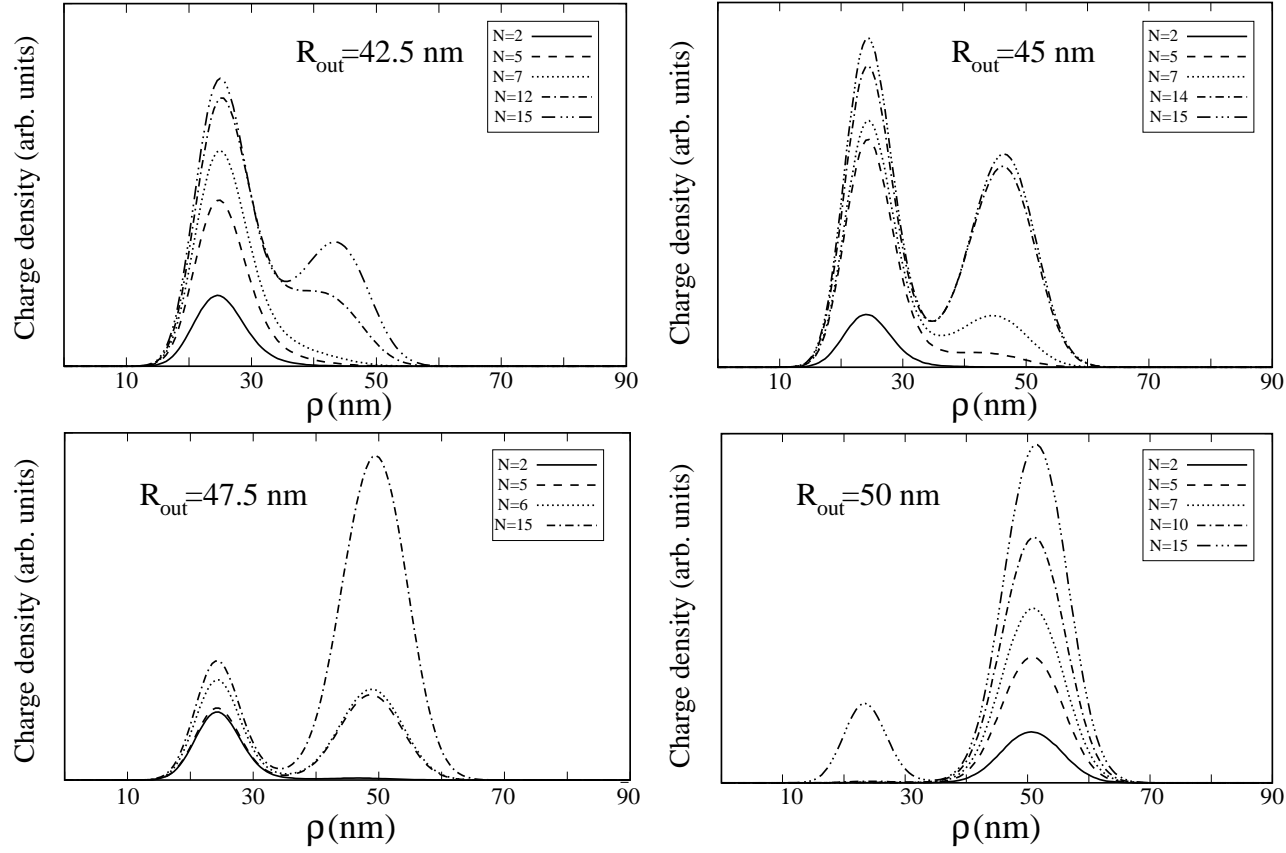 Charge density (arb. units)
R_out=42.5 nm
N=2
N=5
N=7
N=12
N=15
10 30 50 70 90
ρ(nm)
Charge density (arb. units)
R_out=45 nm
N=2
N=5
N=7
N=14
N=15
10 30 50 70 90
ρ(nm)
Charge density (arb. units)
R_out=47.5 nm
N=2
N=5
N=6
N=15
10 30 50 70 90
ρ(nm)
Charge density (arb. units)
R_out=50 nm
N=2
N=5
N=7
N=10
N=15
10 30 50 70 90
ρ(nm)